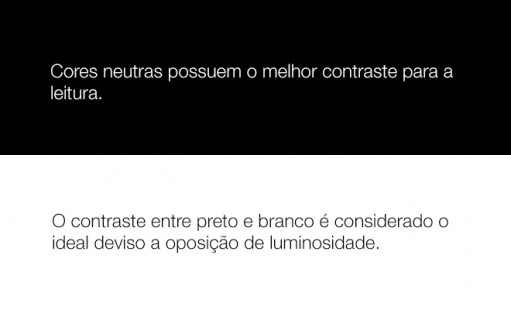 Cores neutras possuem o melhor contraste para a
leitura.
O contraste entre preto e branco é considerado o
ideal deviso a oposição de luminosidade.